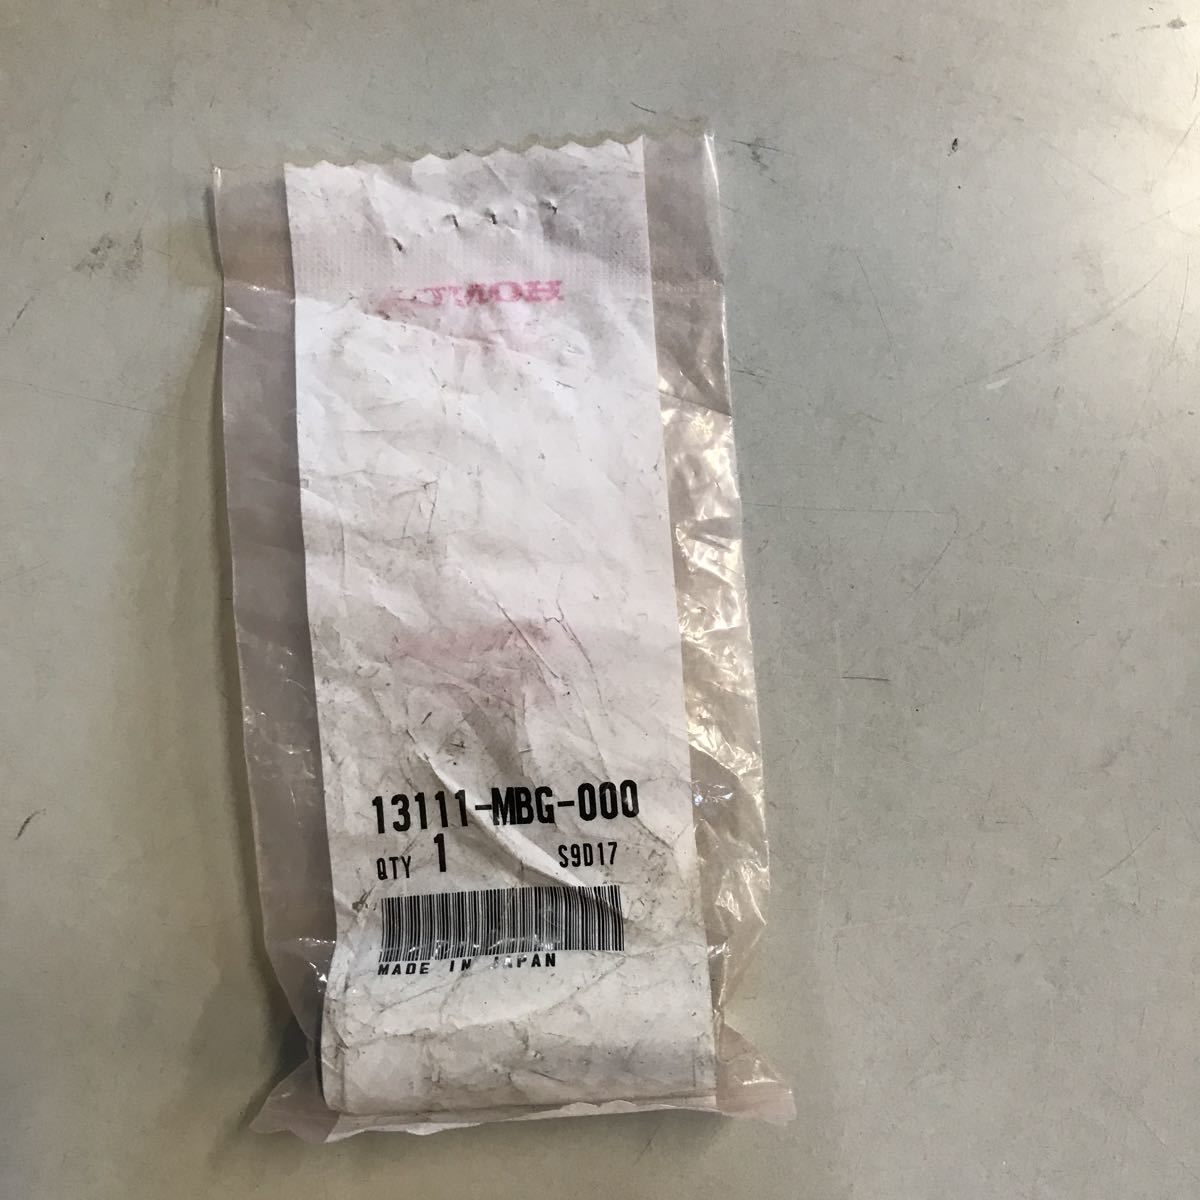 13111-MBG-000
QTY 1 S9D17
MADE IN JAPAN